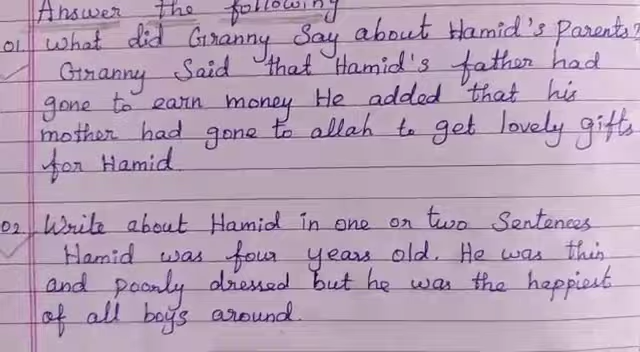 Answer the following
01 What did Granny Say about Hamid's parents?
Granny Said that Hamid's father had
gone to earn money He added that his
mother had gone to allah to get lovely gifts
for Hamid
02 Write about Hamid in one or two Sentences
Hamid was four years old. He was thin
and poorly dressed but he was the happiest
of all boys around.